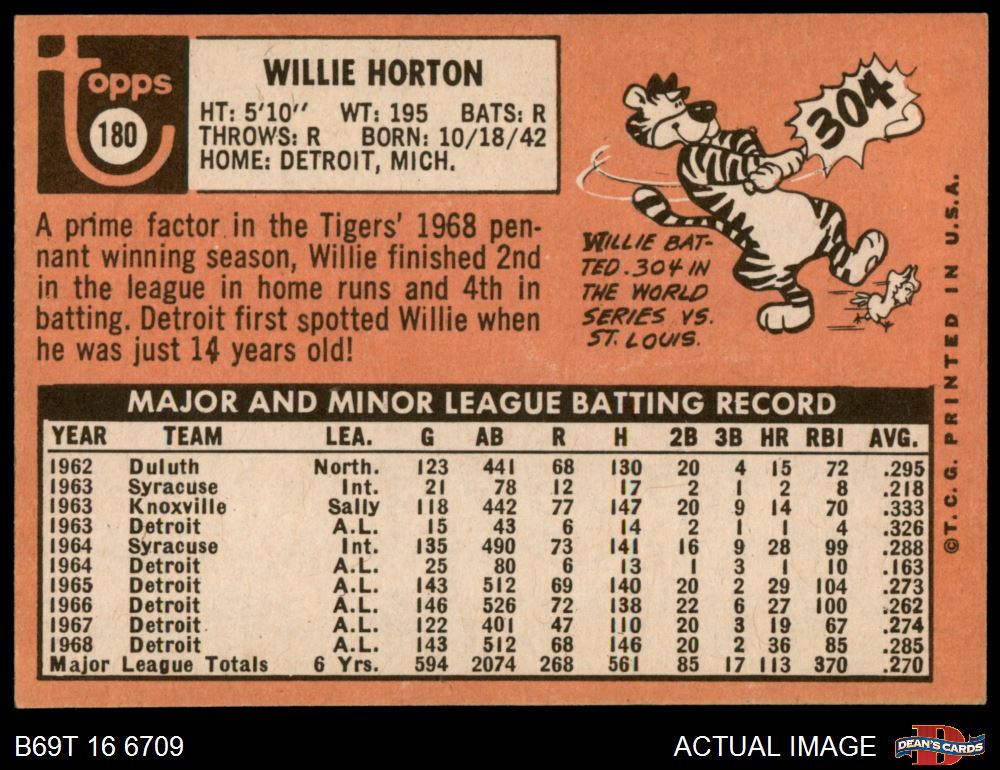 topps
180
WILLIE HORTON
HT: 5'10'' WT: 195 BATS: R
THROWS: R BORN: 10/18/42
HOME: DETROIT, MICH.
A prime factor in the Tigers' 1968 pen-
nant winning season, Willie finished 2nd
in the league in home runs and 4th in
batting. Detroit first spotted Willie when
he was just 14 years old!
304
WILLIE BAT-
TED .304 IN
THE WORLD
SERIES VS.
ST. LOUIS.
MAJOR AND MINOR LEAGUE BATTING RECORD
YEAR TEAM LEA. G AB R H 2B 3B HR RBI AVG.
1962 Duluth North. 123 441 68 130 20 4 15 72 .295
1963 Syracuse Int. 21 78 12 17 2 1 2 8 .218
1963 Knoxville Sally 118 442 77 147 20 9 14 70 .333
1963 Detroit A.L. 15 43 6 14 2 1 1 4 .326
1964 Syracuse Int. 135 490 73 141 16 9 28 99 .288
1964 Detroit A.L. 25 80 6 13 1 3 1 10 .163
1965 Detroit A.L. 143 512 69 140 20 2 29 104 .273
1966 Detroit A.L. 146 526 72 138 22 6 27 100 .262
1967 Detroit A.L. 122 401 47 110 20 3 19 67 .274
1968 Detroit A.L. 143 512 68 146 20 2 36 85 .285
Major League Totals 6 Yrs. 594 2074 268 561 85 17 113 370 .270
©T.C.G. PRINTED IN U.S.A.
B69T 16 6709
ACTUAL IMAGE
DEAN'S CARDS